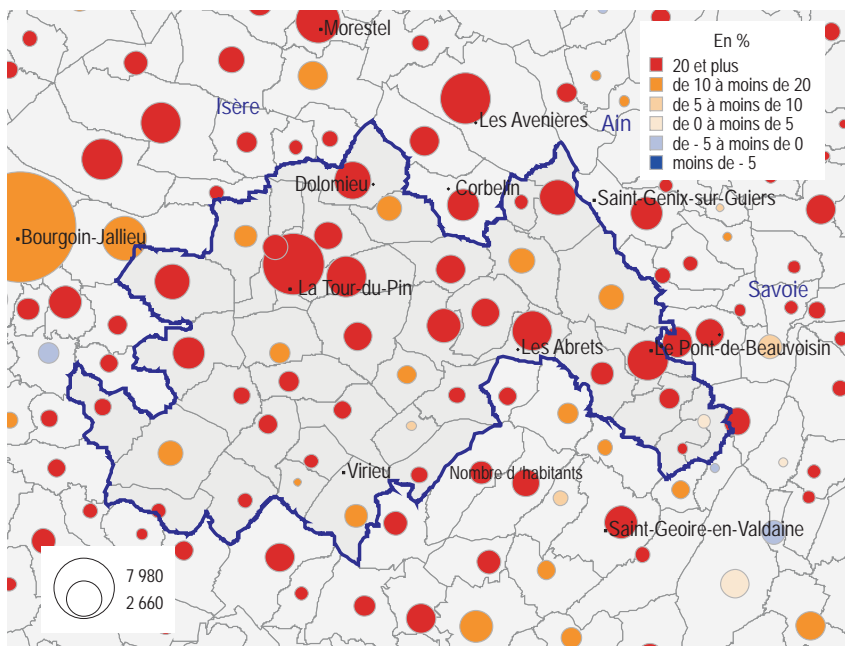 Morestel
Isère
Les Avenières
Ain
En %
20 et plus
de 10 à moins de 20
de 5 à moins de 10
de 0 à moins de 5
de - 5 à moins de 0
moins de - 5
Dolomieu
Corbelin
Saint-Genix-sur-Guiers
Bourgoin-Jallieu
La Tour-du-Pin
Savoie
Les Abrets
Le Pont-de-Beauvoisin
Virieu
Nombre d 'habitants
Saint-Geoire-en-Valdaine
7 980
2 660